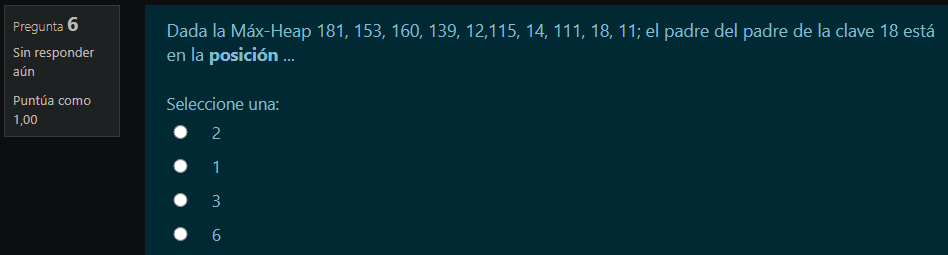 Pregunta 6
Sin responder
aún
Puntúa como
1,00
Dada la Máx-Heap 181, 153, 160, 139, 12,115, 14, 111, 18, 11; el padre del padre de la clave 18 está
en la posición ...
Seleccione una:
2
1
3
6